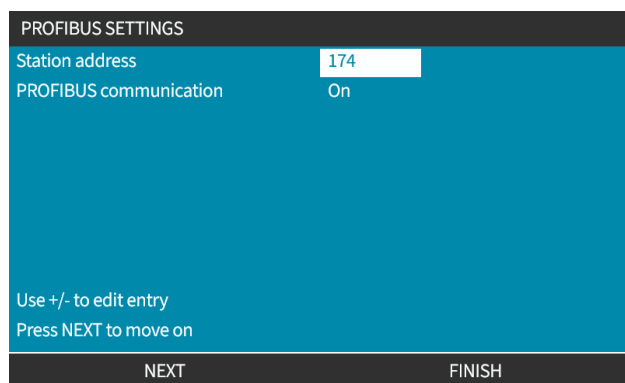 PROFIBUS SETTINGS
Station address 174
PROFIBUS communication On
Use +/- to edit entry
Press NEXT to move on
NEXT FINISH